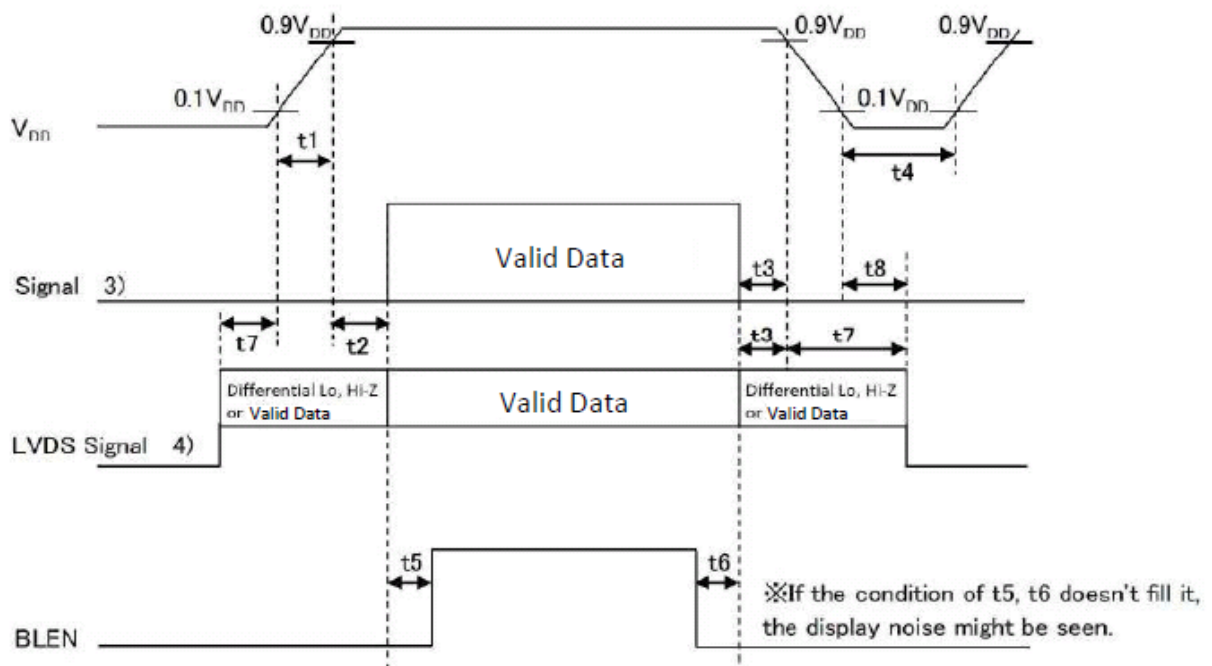 0.9VDD
0.9VDD
0.9VDD
0.1VDD
0.1VDD
VDD
t1
t4
Valid Data
t3
t8
Signal 3)
t7
t2
t3
t7
Differential Lo, Hi-Z
or Valid Data
Valid Data
Differential Lo, Hi-Z
or Valid Data
LVDS Signal 4)
t5
t6
※If the condition of t5, t6 doesn't fill it,
the display noise might be seen.
BLEN